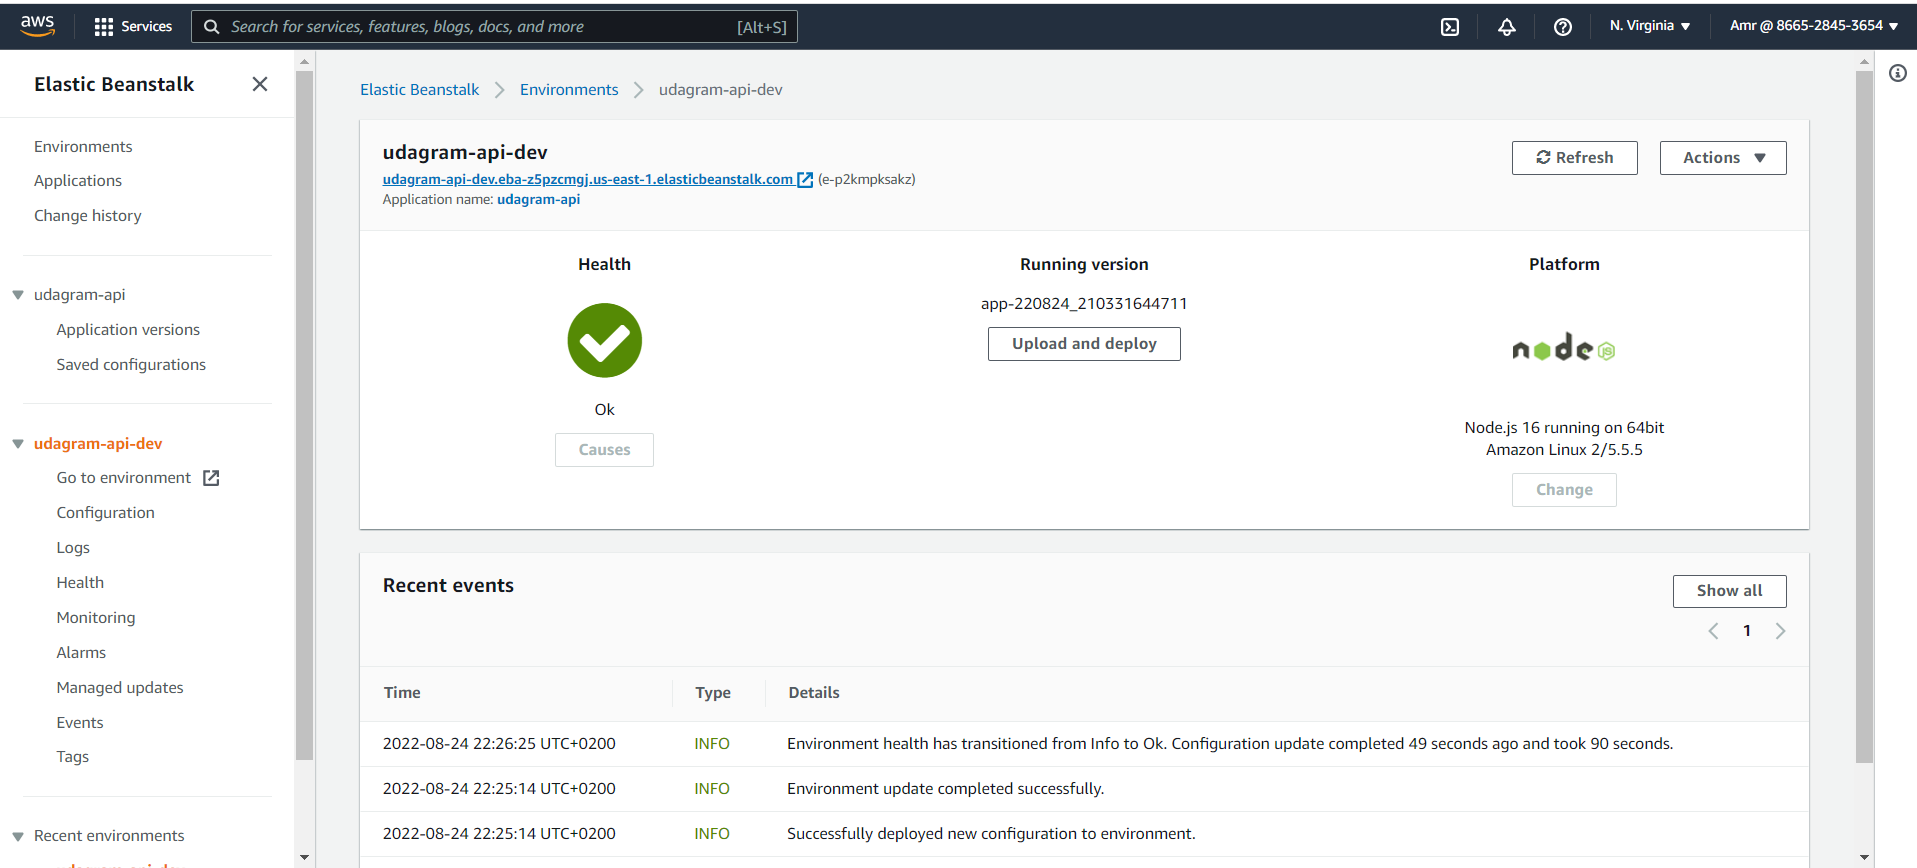 aws
Services
Search for services, features, blogs, docs, and more
[Alt+S]
N. Virginia
Amr @ 8665-2845-3654
Elastic Beanstalk
Environments
Applications
Change history
udagram-api
Application versions
Saved configurations
udagram-api-dev
Go to environment
Configuration
Logs
Health
Monitoring
Alarms
Managed updates
Events
Tags
Recent environments
udagram-api-dev
Elastic Beanstalk
Environments
udagram-api-dev
udagram-api-dev
udagram-api-dev.eba-z5pzcmgj.us-east-1.elasticbeanstalk.com (e-p2kmpksakz)
Application name: udagram-api
Refresh
Actions
Health
Ok
Causes
Running version
app-220824_210331644711
Upload and deploy
Platform
node JS
Node.js 16 running on 64bit
Amazon Linux 2/5.5.5
Change
Recent events
Show all
1
Time Type Details
2022-08-24 22:26:25 UTC+0200 INFO Environment health has transitioned from Info to Ok. Configuration update completed 49 seconds ago and took 90 seconds.
2022-08-24 22:25:14 UTC+0200 INFO Environment update completed successfully.
2022-08-24 22:25:14 UTC+0200 INFO Successfully deployed new configuration to environment.